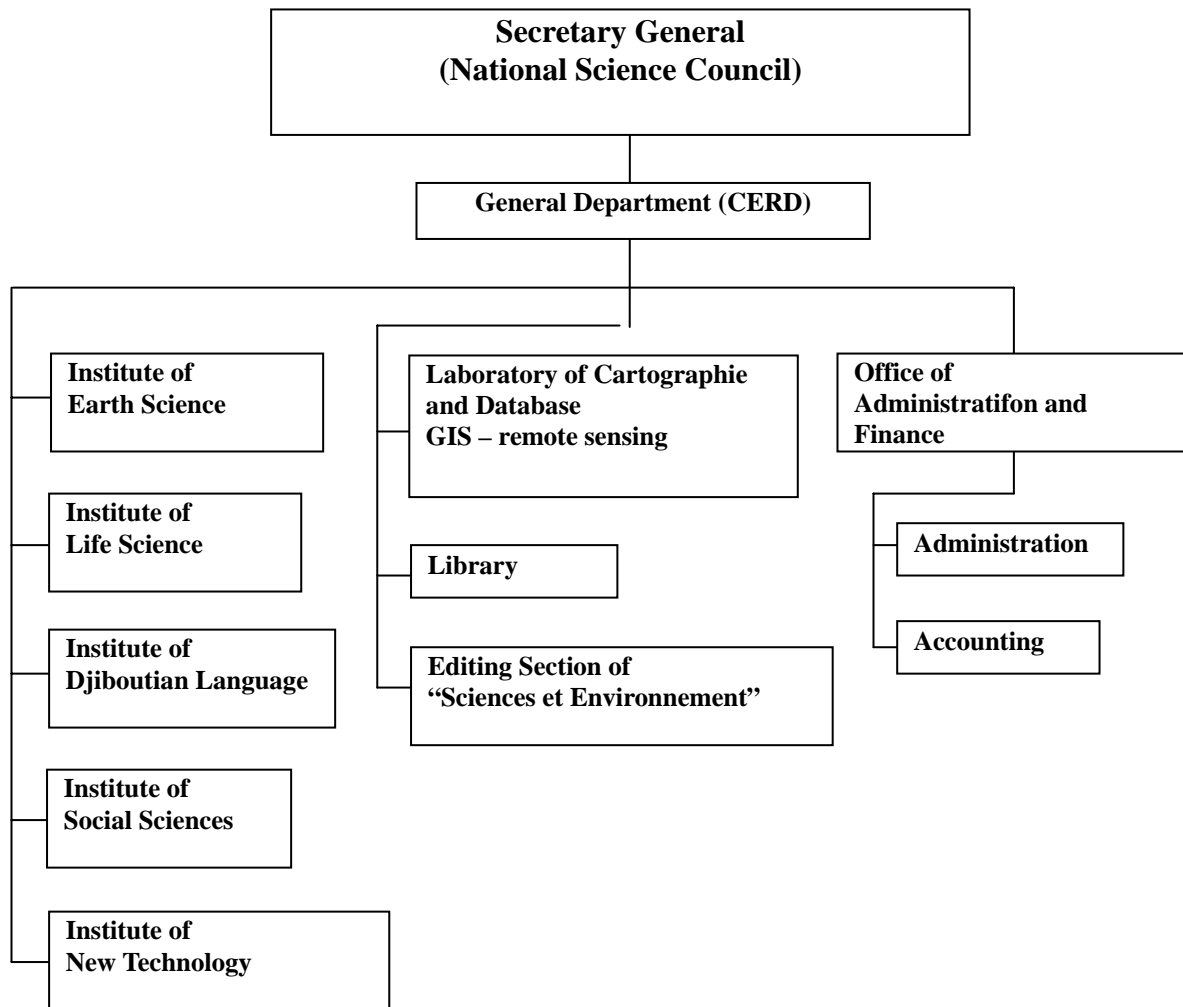 Secretary General
(National Science Council)
General Department (CERD)
Institute of
Earth Science
Institute of
Life Science
Institute of
Djiboutian Language
Institute of
Social Sciences
Institute of
New Technology
Laboratory of Cartographie
and Database
GIS – remote sensing
Library
Editing Section of
“Sciences et Environnement”
Office of
Administratifon and
Finance
Administration
Accounting